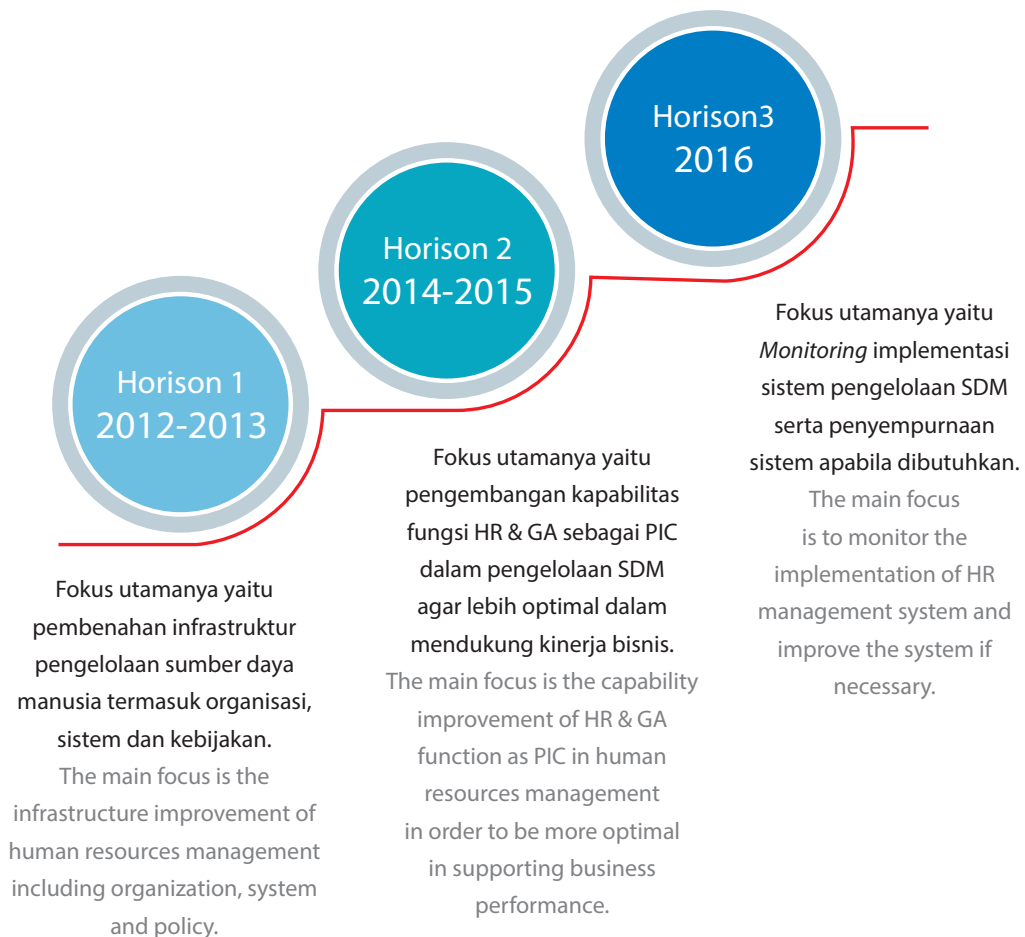 Horison 1
2012-2013
Fokus utamanya yaitu
pembenahan infrastruktur
pengelolaan sumber daya
manusia termasuk organisasi,
sistem dan kebijakan.
The main focus is the
infrastructure improvement of
human resources management
including organization, system
and policy.
Horison 2
2014-2015
Fokus utamanya yaitu
pengembangan kapabilitas
fungsi HR & GA sebagai PIC
dalam pengelolaan SDM
agar lebih optimal dalam
mendukung kinerja bisnis.
The main focus is the capability
improvement of HR & GA
function as PIC in human
resources management
in order to be more optimal
in supporting business
performance.
Horison3
2016
Fokus utamanya yaitu
Monitoring implementasi
sistem pengelolaan SDM
serta penyempurnaan
sistem apabila dibutuhkan.
The main focus
is to monitor the
implementation of HR
management system and
improve the system if
necessary.